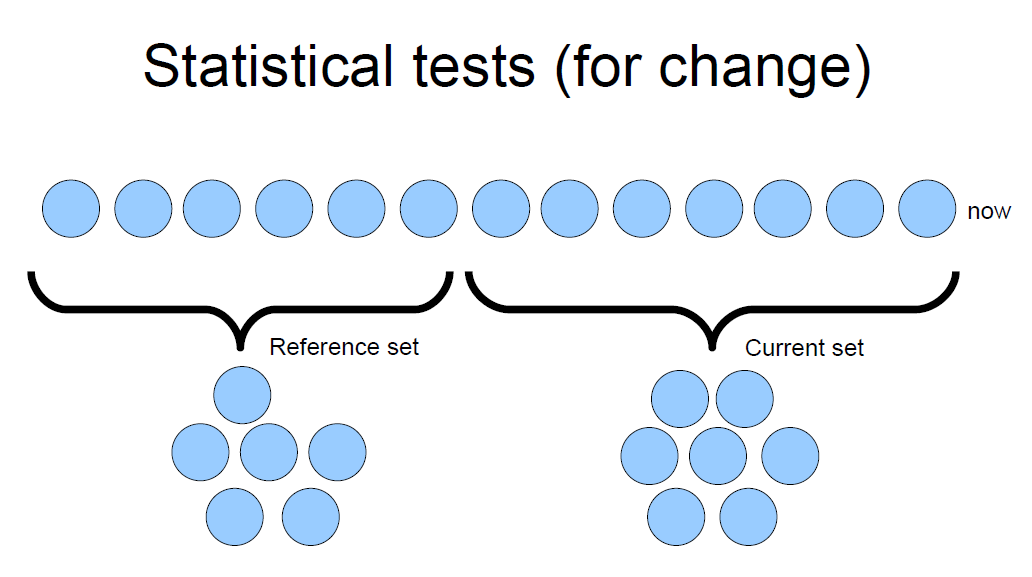 Statistical tests (for change)
now
Reference set
Current set